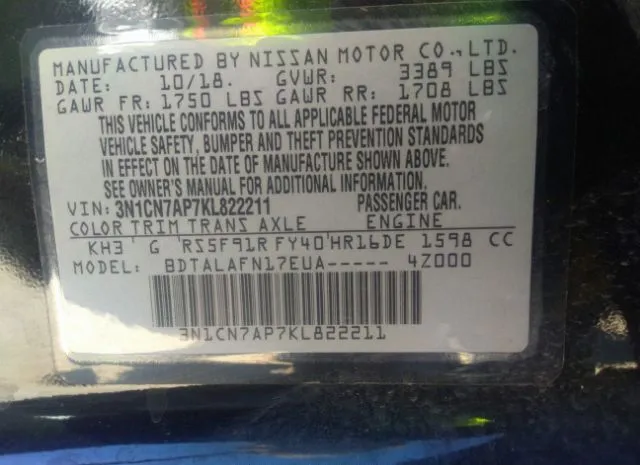 MANUFACTURED BY NISSAN MOTOR CO.,LTD.
DATE: 10/18. GVWR: 3389 LBS
GAWR FR: 1750 LBS GAWR RR: 1708 LBS
THIS VEHICLE CONFORMS TO ALL APPLICABLE FEDERAL MOTOR
VEHICLE SAFETY, BUMPER AND THEFT PREVENTION STANDARDS
IN EFFECT ON THE DATE OF MANUFACTURE SHOWN ABOVE.
SEE OWNER'S MANUAL FOR ADDITIONAL INFORMATION.
VIN: 3N1CN7AP7KL822211 PASSENGER CAR.
COLOR TRIM TRANS AXLE ENGINE
KH3 G RS5F91R FY40 HR16DE 1598 CC
MODEL: BDTALAFN17EUA----- 4Z000
3N1CN7AP7KL822211